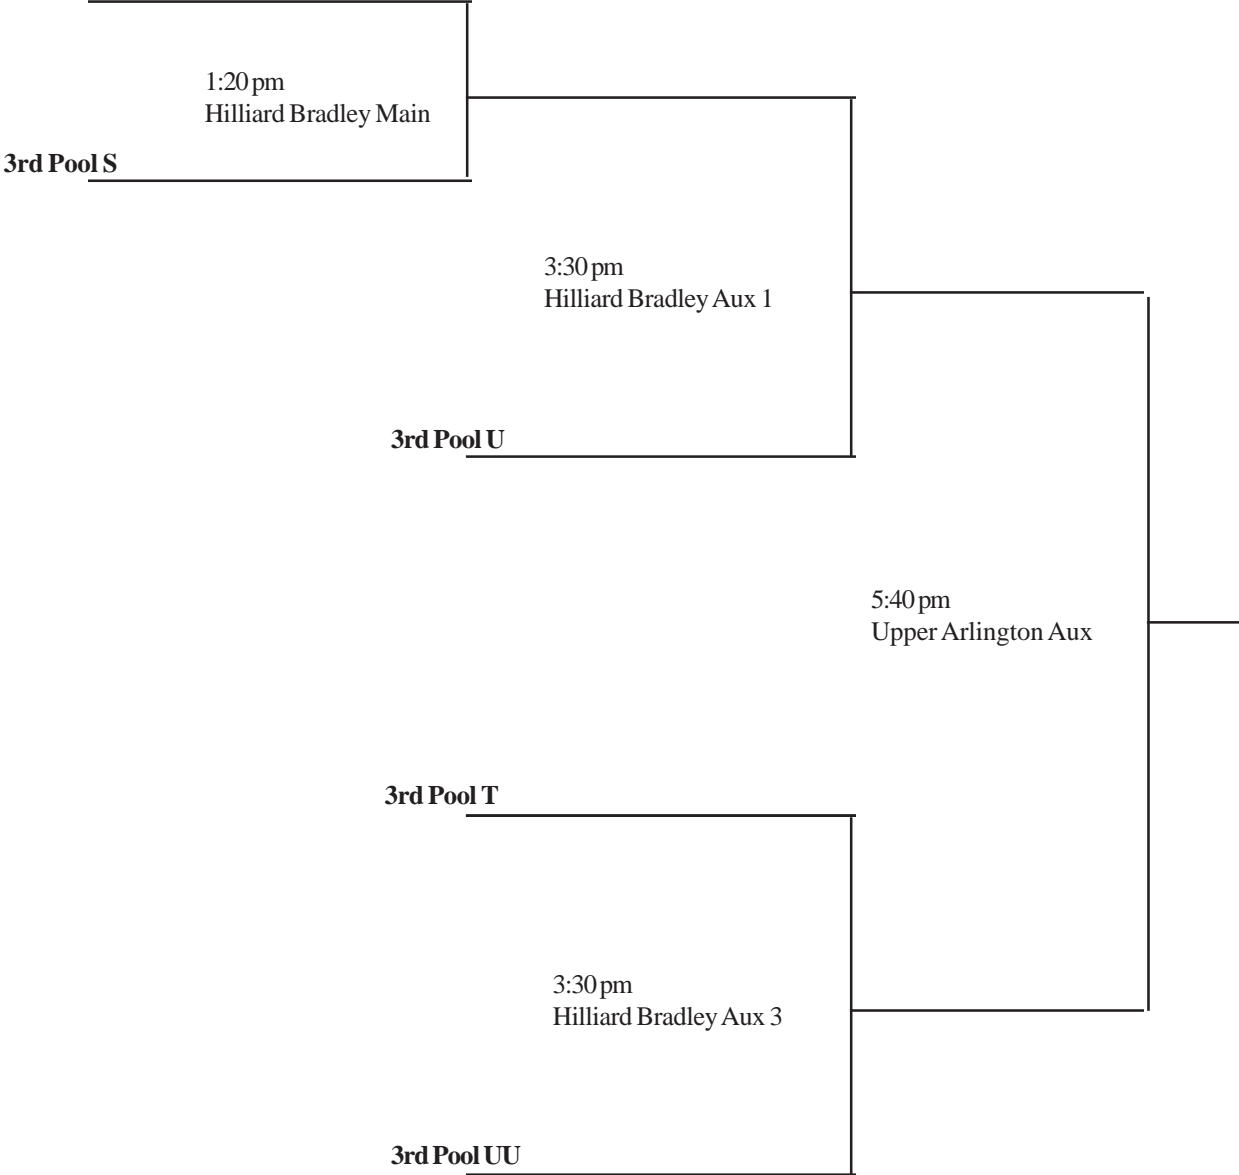 1:20 pm
Hilliard Bradley Main
3rd Pool S
3:30 pm
Hilliard Bradley Aux 1
3rd Pool U
5:40 pm
Upper Arlington Aux
3rd Pool T
3:30 pm
Hilliard Bradley Aux 3
3rd Pool UU